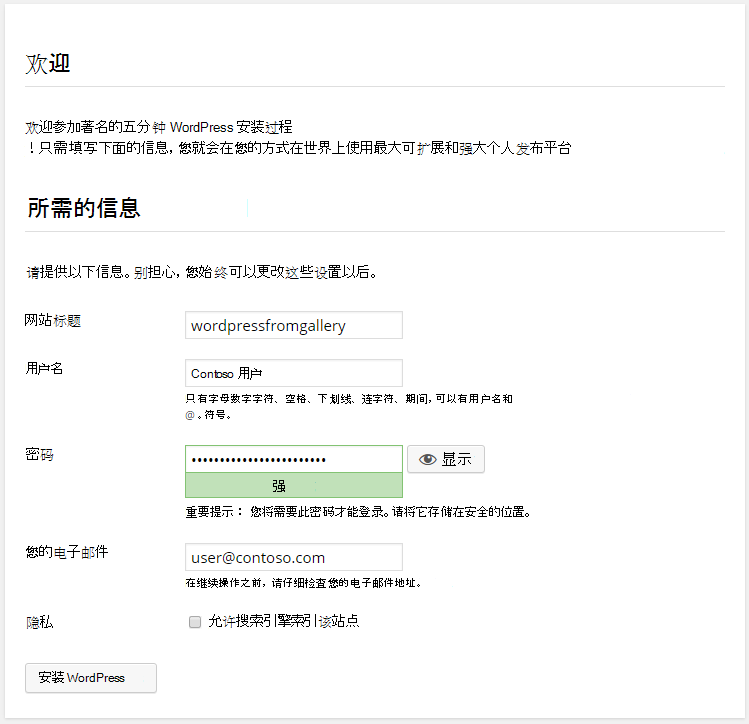 欢迎
欢迎参加著名的五分钟 WordPress 安装过程
！只需填写下面的信息,您就会在您的方式在世界上使用最大可扩展和强大个人发布平台
所需的信息
请提供以下信息。别担心,您始终可以更改这些设置以后。
网站标题
wordpressfromgallery
用户名
Contoso 用户
只有字母数字字符、空格、下划线、连字符、期间,可以有用户名和
@。符号。
密码
••••••••••••••••••••••••
显示
强
重要提示： 您将需要此密码才能登录。请将它存储在安全的位置。
您的电子邮件
user@contoso.com
在继续操作之前,请仔细检查您的电子邮件地址。
隐私
允许搜索引擎索引该站点
安装 WordPress